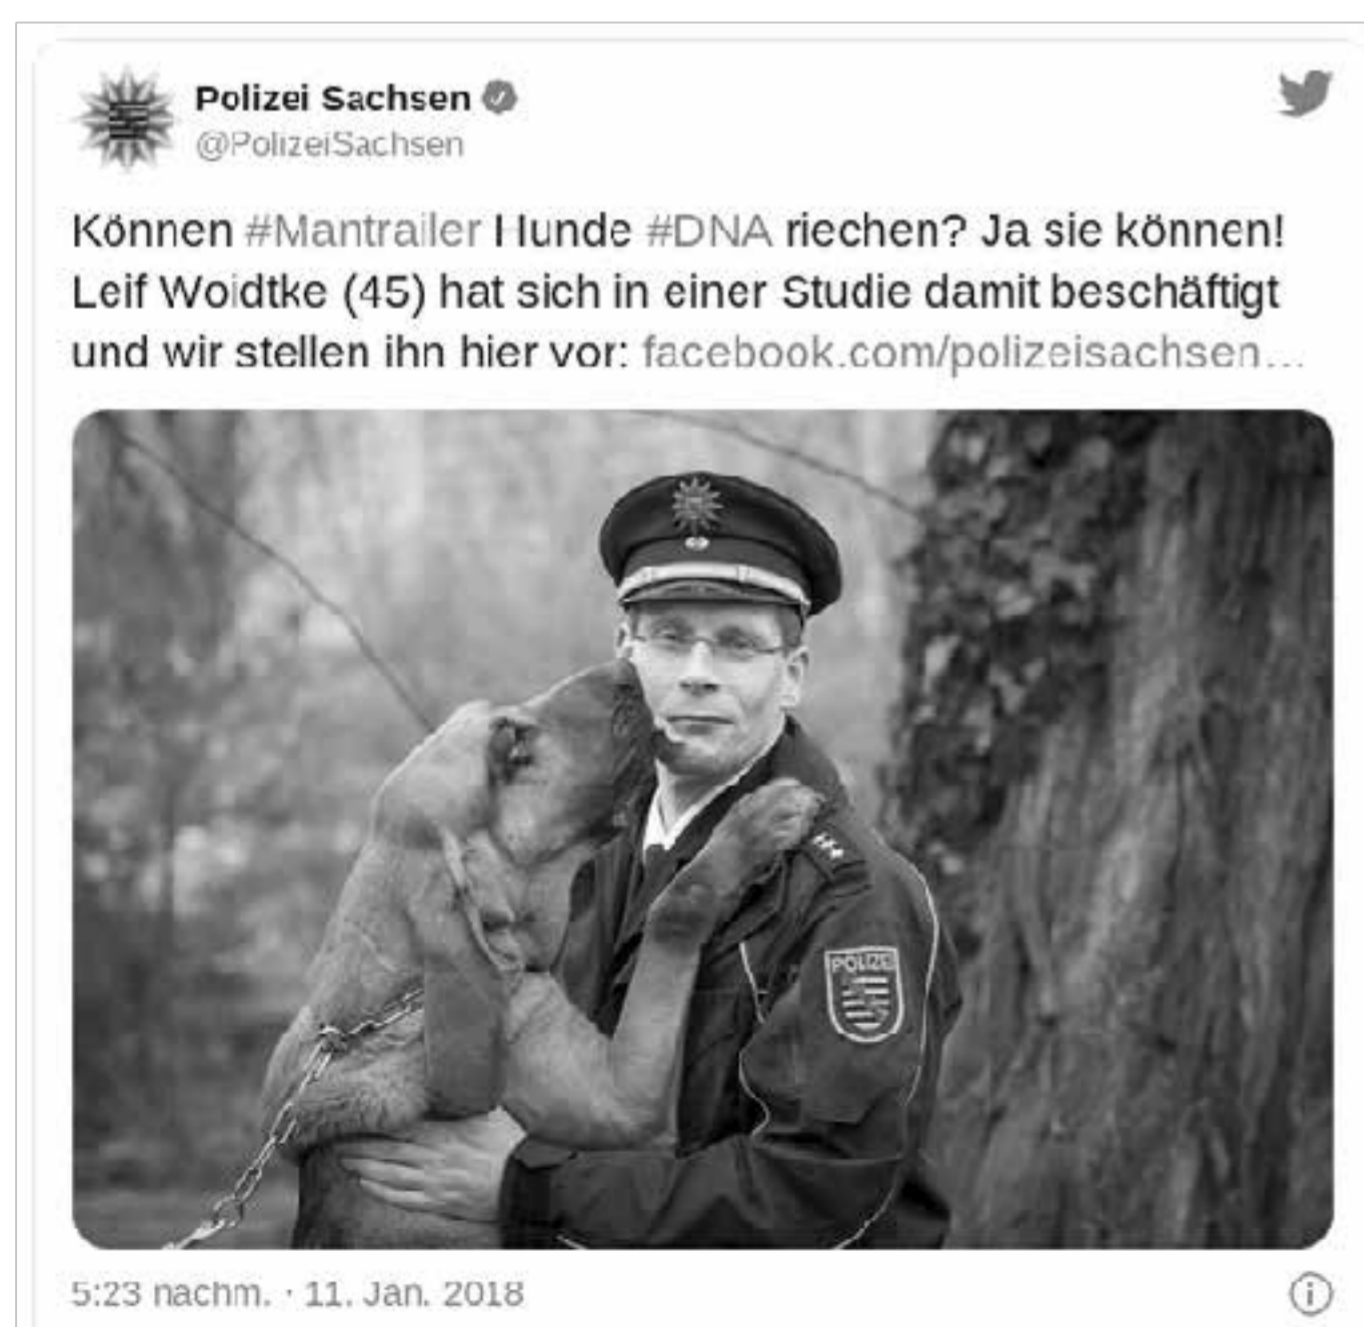 Polizei Sachsen
@PolizeiSachsen
Können #Mantrailer Hunde #DNA riechen? Ja sie können!
Leif Woidtke (45) hat sich in einer Studie damit beschäftigt
und wir stellen ihn hier vor: facebook.com/polizeisachsen…
POLIZEI
5:23 nachm. · 11. Jan. 2018